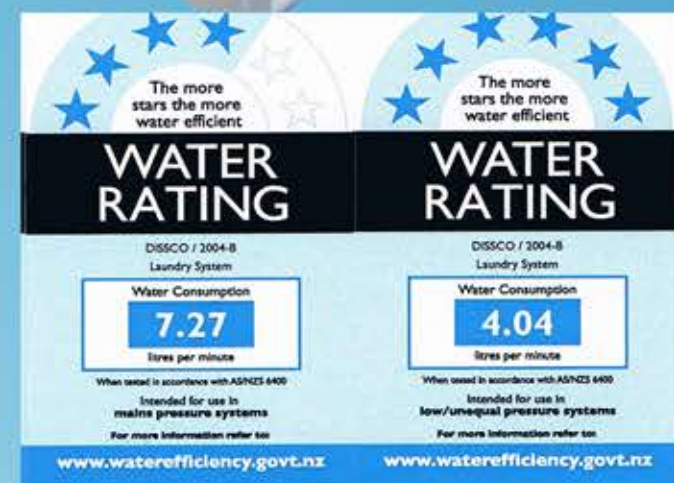 The more
stars the more
water efficient
WATER
RATING
DISSCO / 2004-B
Laundry System
Water Consumption
7.27
litres per minute
When tested in accordance with AS/NZS 6400
Intended for use in
mains pressure systems
For more information refer to:
www.waterefficiency.govt.nz
The more
stars the more
water efficient
WATER
RATING
DISSCO / 2004-B
Laundry System
Water Consumption
4.04
litres per minute
When tested in accordance with AS/NZS 6400
Intended for use in
low/unequal pressure systems
For more information refer to:
www.waterefficiency.govt.nz